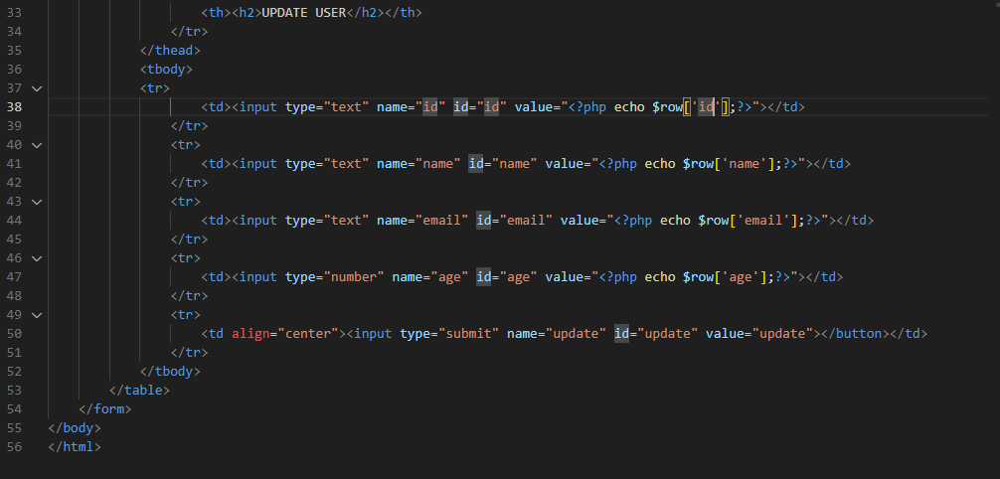 33 <th><h2>UPDATE USER</h2></th>
34 </tr>
35 </thead>
36 <tbody>
37 <tr>
38 <td><input type="text" name="id" id="id" value="<?php echo $row['id'];?>"></td>
39 </tr>
40 <tr>
41 <td><input type="text" name="name" id="name" value="<?php echo $row['name'];?>"></td>
42 </tr>
43 <tr>
44 <td><input type="text" name="email" id="email" value="<?php echo $row['email'];?>"></td>
45 </tr>
46 <tr>
47 <td><input type="number" name="age" id="age" value="<?php echo $row['age'];?>"></td>
48 </tr>
49 <tr>
50 <td align="center"><input type="submit" name="update" id="update" value="update"></button></td>
51 </tr>
52 </tbody>
53 </table>
54 </form>
55 </body>
56 </html>